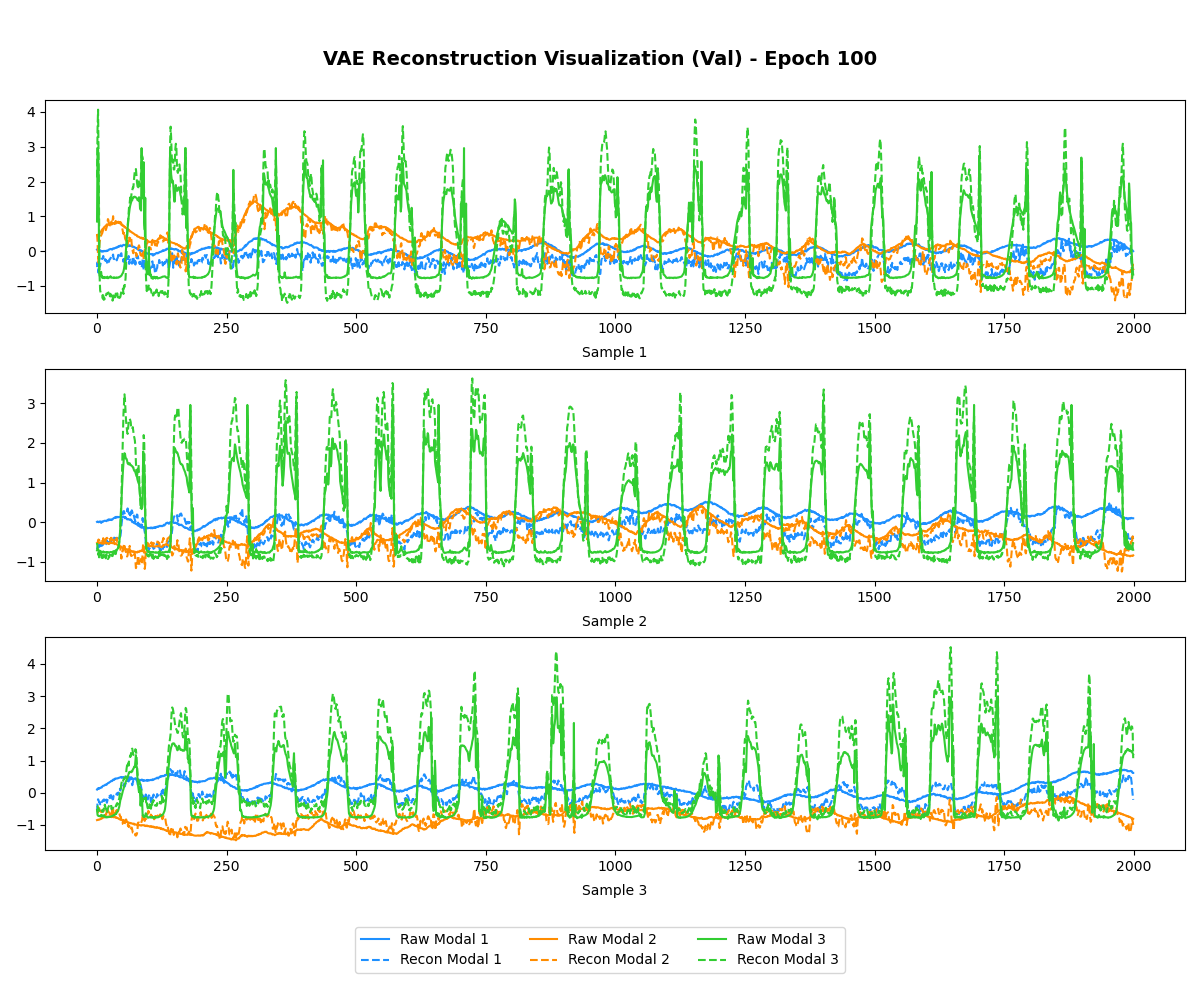 VAE Reconstruction Visualization (Val) - Epoch 100
4
3
2
1
0
−1
0 250 500 750 1000 1250 1500 1750 2000
Sample 1
3
2
1
0
−1
0 250 500 750 1000 1250 1500 1750 2000
Sample 2
4
3
2
1
0
−1
0 250 500 750 1000 1250 1500 1750 2000
Sample 3
Raw Modal 1 Raw Modal 2 Raw Modal 3
Recon Modal 1 Recon Modal 2 Recon Modal 3